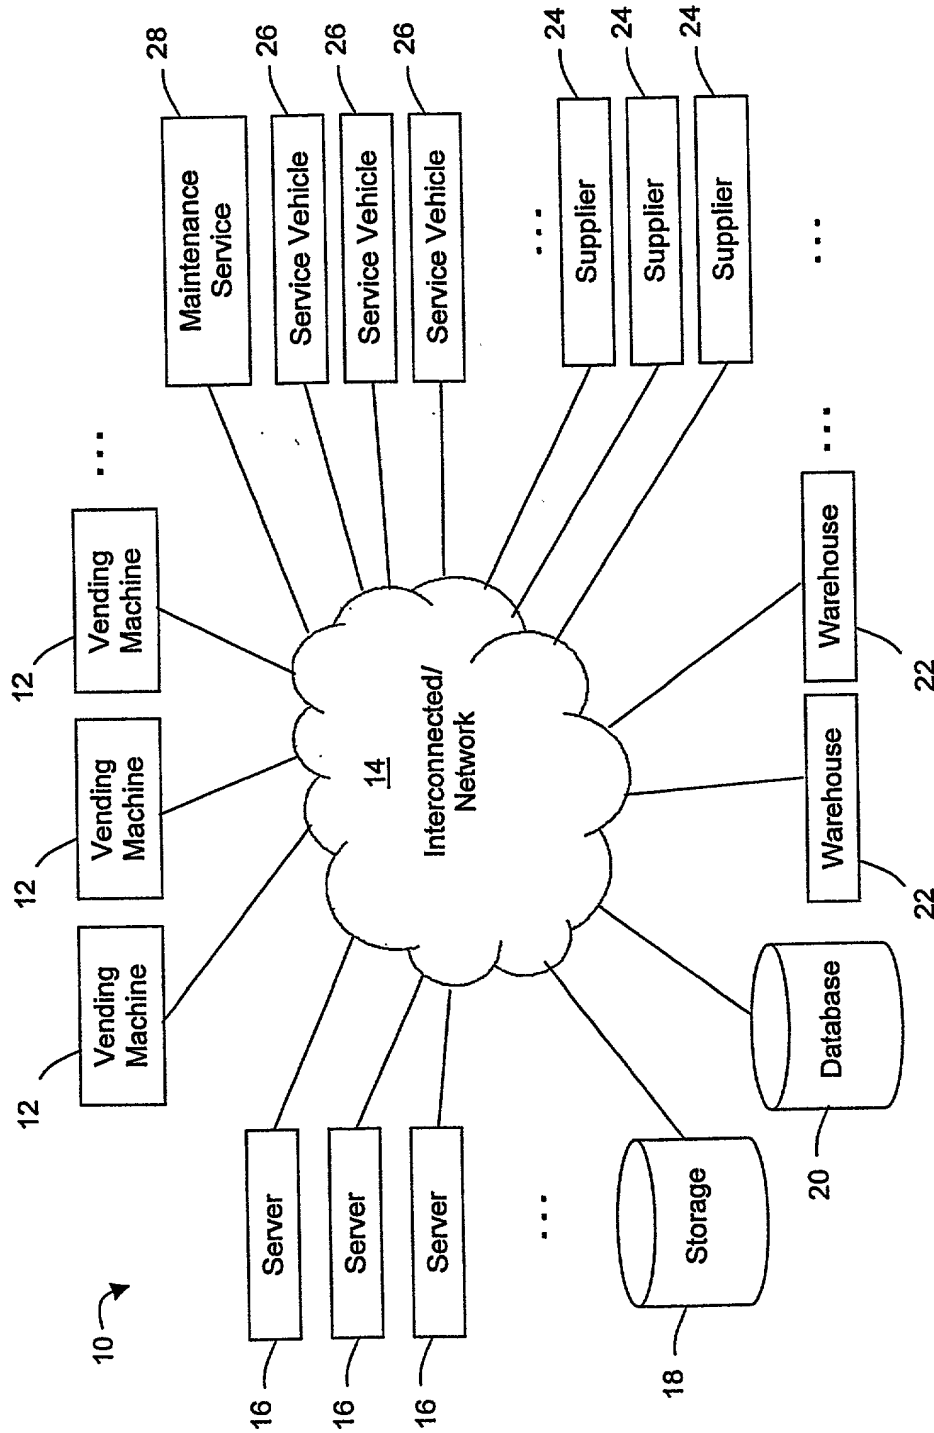 10
12
Vending
Machine
12
Vending
Machine
12
Vending
Machine
...
28
Maintenance
Service
16
Server
26
Service Vehicle
16
Server
26
Service Vehicle
16
Server
26
Service Vehicle
...
...
14
Interconnected/
Network
24
Supplier
24
Supplier
24
Supplier
...
18
Storage
20
Database
22
Warehouse
22
Warehouse
...